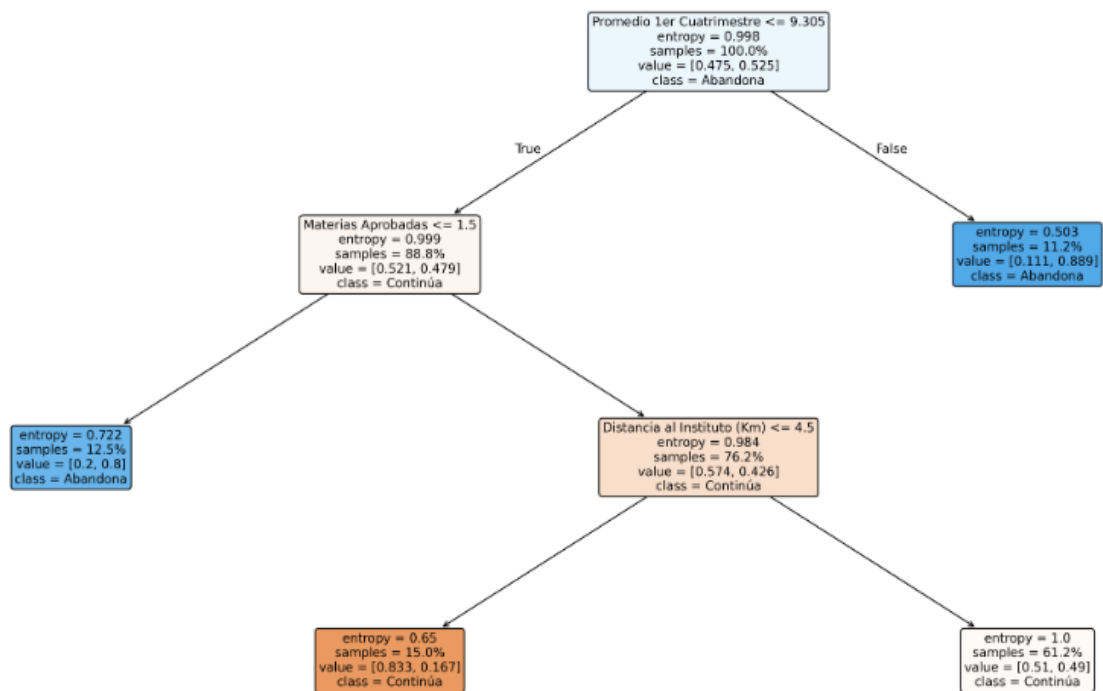 Promedio 1er Cuatrimestre <= 9.305
entropy = 0.998
samples = 100.0%
value = [0.475, 0.525]
class = Abandona
True
False
Materias Aprobadas <= 1.5
entropy = 0.999
samples = 88.8%
value = [0.521, 0.479]
class = Continúa
entropy = 0.503
samples = 11.2%
value = [0.111, 0.889]
class = Abandona
entropy = 0.722
samples = 12.5%
value = [0.2, 0.8]
class = Abandona
Distancia al Instituto (Km) <= 4.5
entropy = 0.984
samples = 76.2%
value = [0.574, 0.426]
class = Continúa
entropy = 0.65
samples = 15.0%
value = [0.833, 0.167]
class = Continúa
entropy = 1.0
samples = 61.2%
value = [0.51, 0.49]
class = Continúa